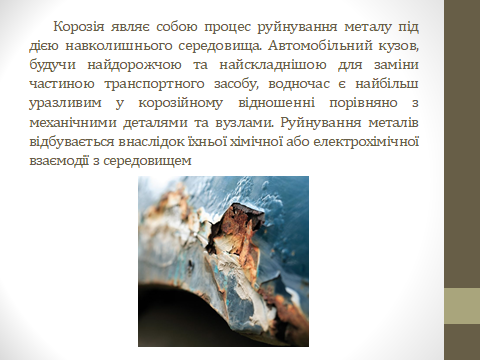 Корозія являє собою процес руйнування металу під
дією навколишнього середовища. Автомобільний кузов,
будучи найдорожчою та найскладнішою для заміни
частиною транспортного засобу, водночас є найбільш
уразливим у корозійному відношенні порівняно з
механічними деталями та вузлами. Руйнування металів
відбувається внаслідок їхньої хімічної або електрохімічної
взаємодії з середовищем